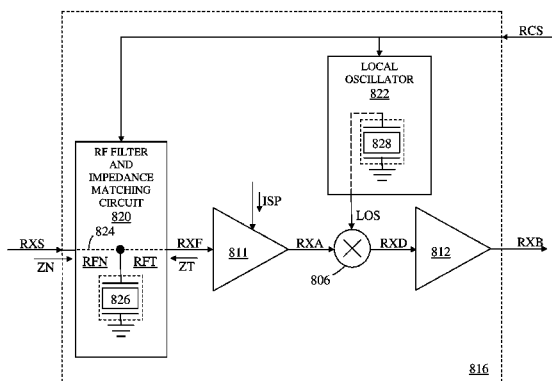 RCS
LOCAL
OSCILLATOR
822
828
RF FILTER
AND
IMPEDANCE
MATCHING
CIRCUIT
820
824
ISP
LOS
RXS
RXF
RXA
RXD
RXB
ZN
RFN
RFT
ZT
811
806
812
826
816